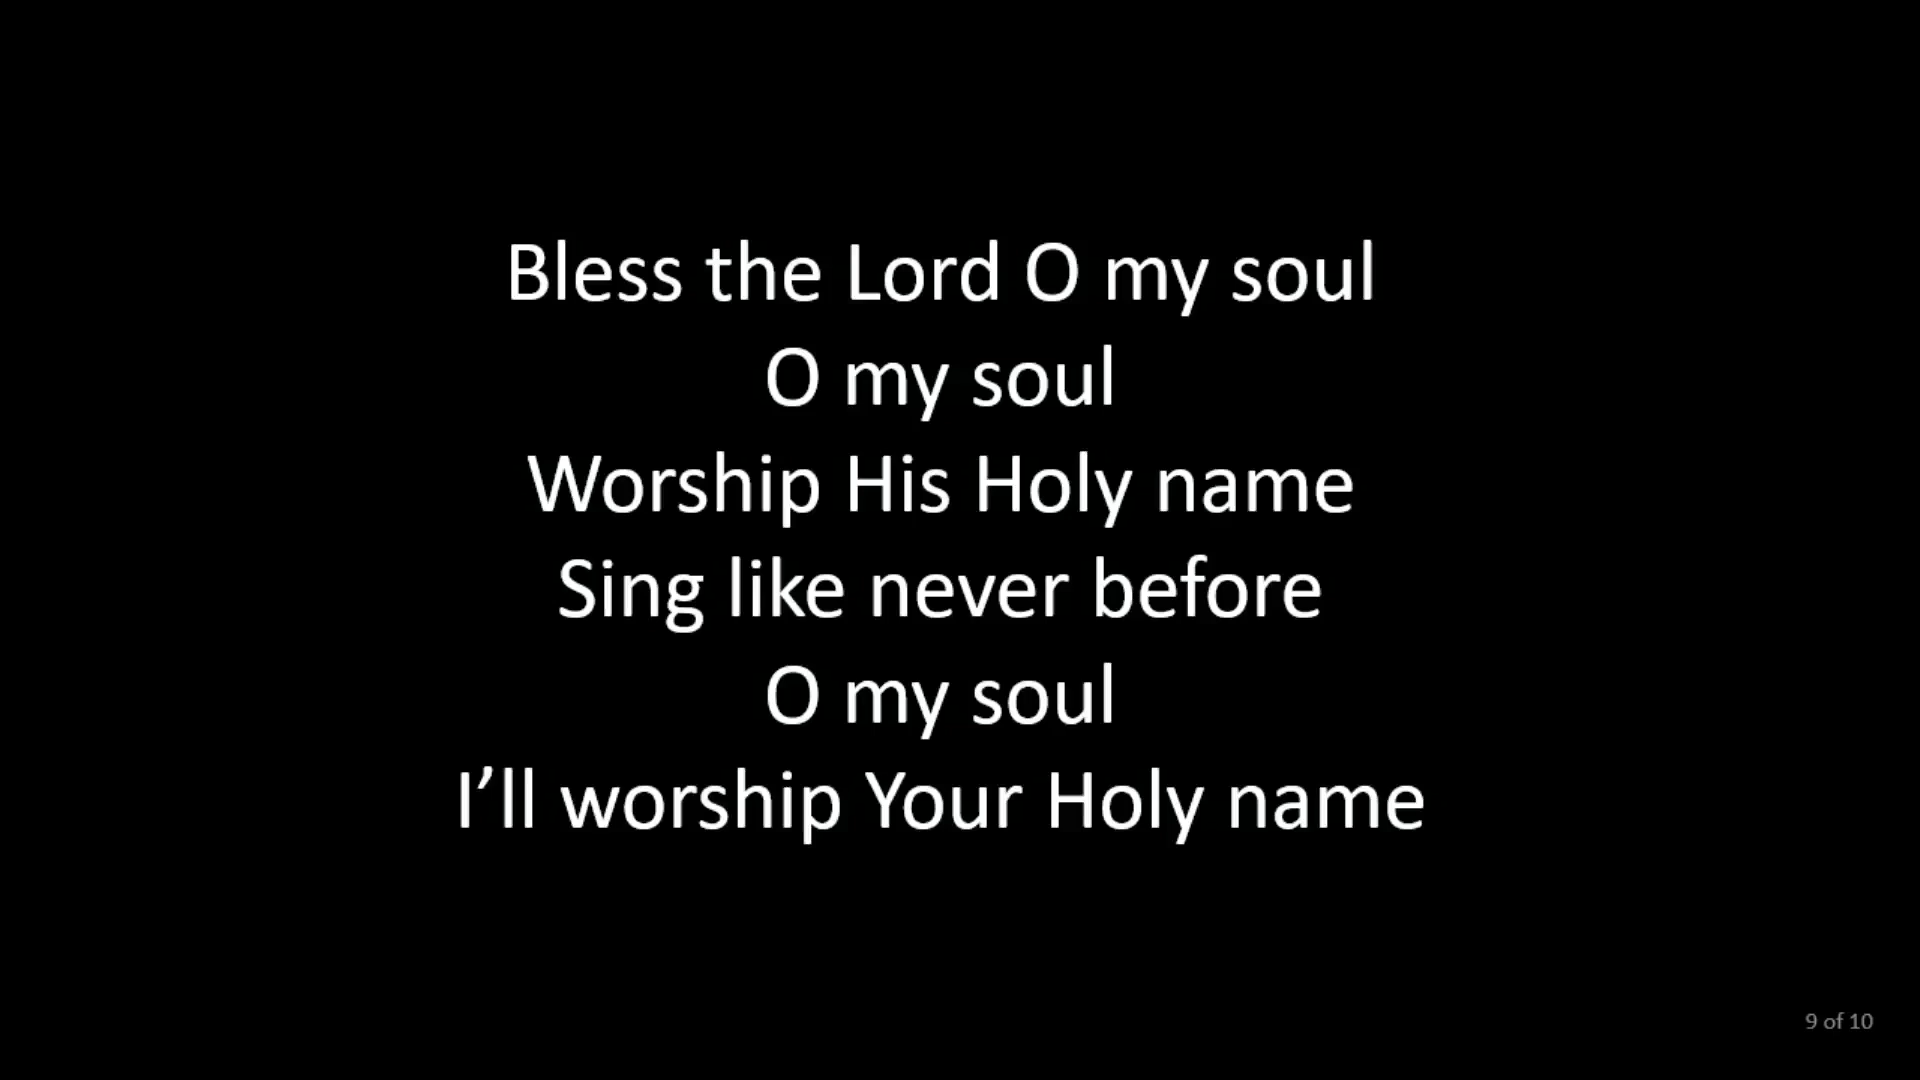 Bless the Lord O my soul
O my soul
Worship His Holy name
Sing like never before
O my soul
I’ll worship Your Holy name
9 of 10